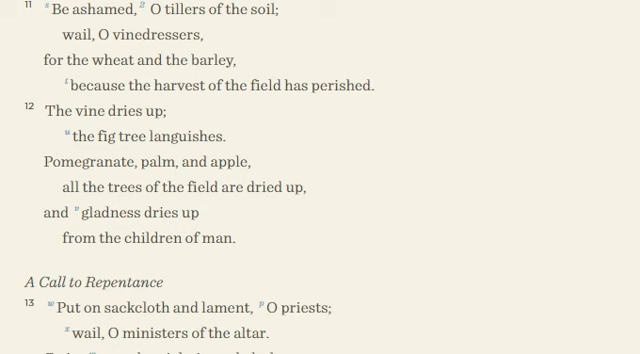 11 s Be ashamed, 2 O tillers of the soil;
wail, O vinedressers,
for the wheat and the barley,
t because the harvest of the field has perished.
12 The vine dries up;
u the fig tree languishes.
Pomegranate, palm, and apple,
all the trees of the field are dried up,
and v gladness dries up
from the children of man.
A Call to Repentance
13 w Put on sackcloth and lament, p O priests;
x wail, O ministers of the altar.